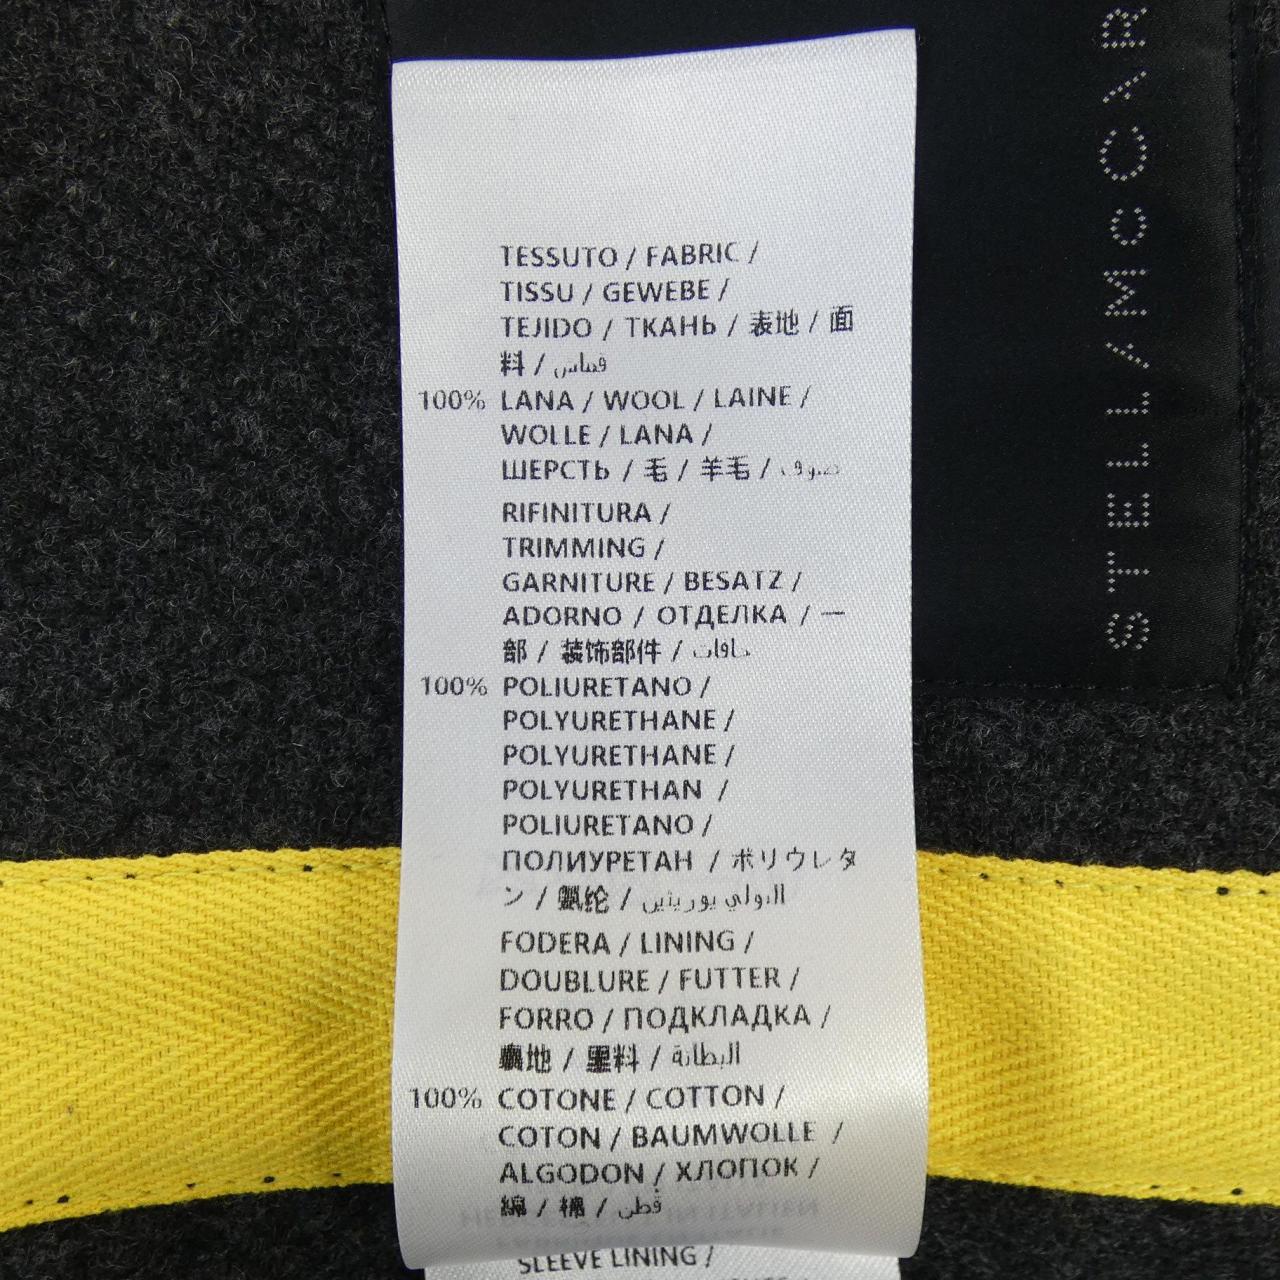 TESSUTO / FABRIC /
TISSU / GEWEBE /
TEJIDO / ТКАНЬ / 表地 / 面
料 / قماش
100% LANA / WOOL / LAINE /
WOLLE / LANA /
ШЕРСТЬ / 毛 / 羊毛 / صوف
RIFINITURA /
TRIMMING /
GARNITURE / BESATZ /
ADORNO / ОТДЕЛКА / 一
部 / 装饰部件 / حافات
100% POLIURETANO /
POLYURETHANE /
POLYURETHANE /
POLYURETHAN /
POLIURETANO /
ПОЛИУРЕТАН / ポリウレタ
ン / 氨纶 / البولي يوريثين
FODERA / LINING /
DOUBLURE / FUTTER /
FORRO / ПОДКЛАДКА /
裏地 / 里料 / البطانة
100% COTONE / COTTON /
COTON / BAUMWOLLE /
ALGODON / ХЛОПОК /
綿 / 棉 / قطن
SLEEVE LINING /
STELLA McCAR